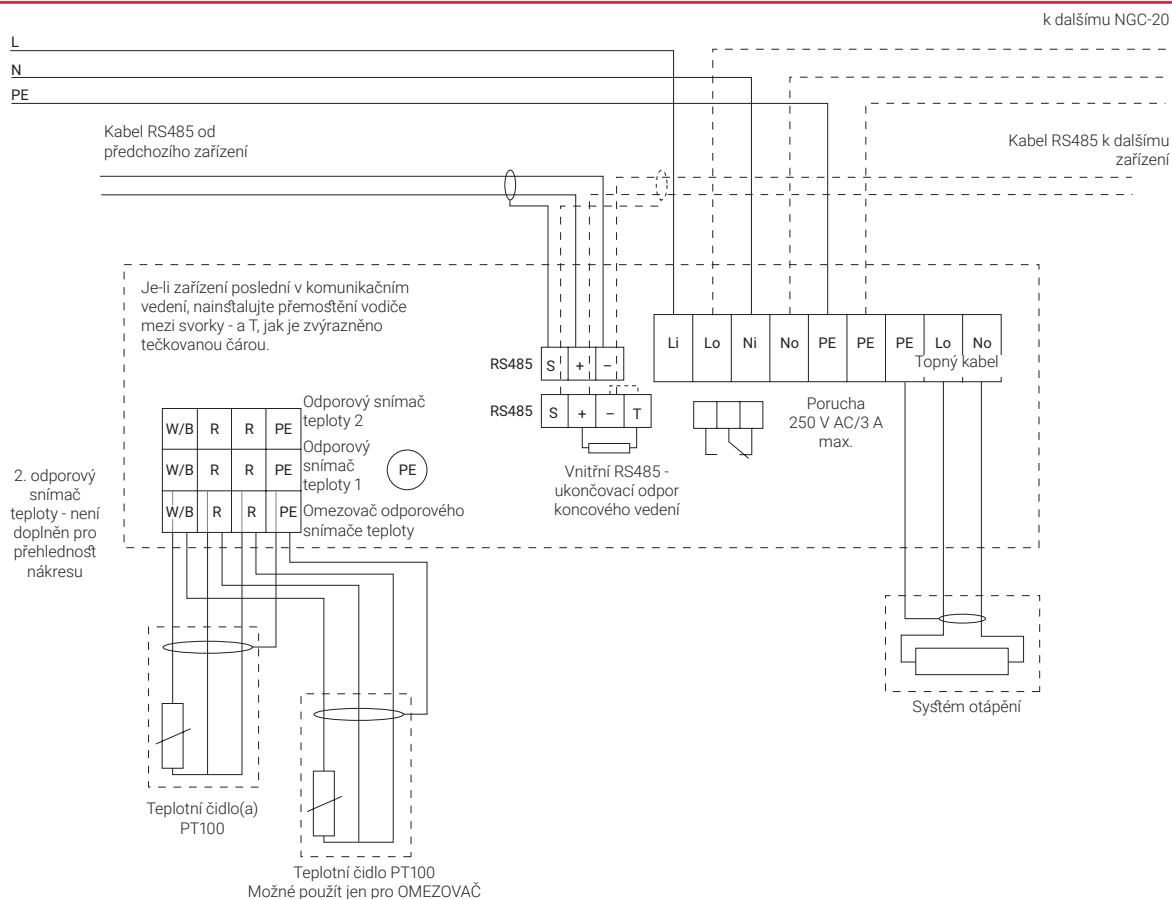 k dalšímu NGC-20
L
N
PE
Kabel RS485 od
předchozího zařízení
Kabel RS485 k dalšímu
zařízení
Je-li zařízení poslední v komunikačním
vedení, nainstalujte přemostění vodiče
mezi svorky - a T, jak je zvýrazněno
tečkovanou čárou.
Li Lo Ni No PE PE PE Lo No
Topný kabel
RS485 S + –
RS485 S + – T
Porucha
250 V AC/3 A
max.
Vnitřní RS485 -
ukončovací odpor
koncového vedení
W/B R R PE
Odporový snímač
teploty 2
W/B R R PE
Odporový
snímač
teploty 1
PE
W/B R R PE
Omezovač odporového
snímače teploty
2. odporový
snímač
teploty - není
doplněn pro
přehlednost
nákresu
Systém otápění
Teplotní čidlo(a)
PT100
Teplotní čidlo PT100
Možné použít jen pro OMEZOVAČ